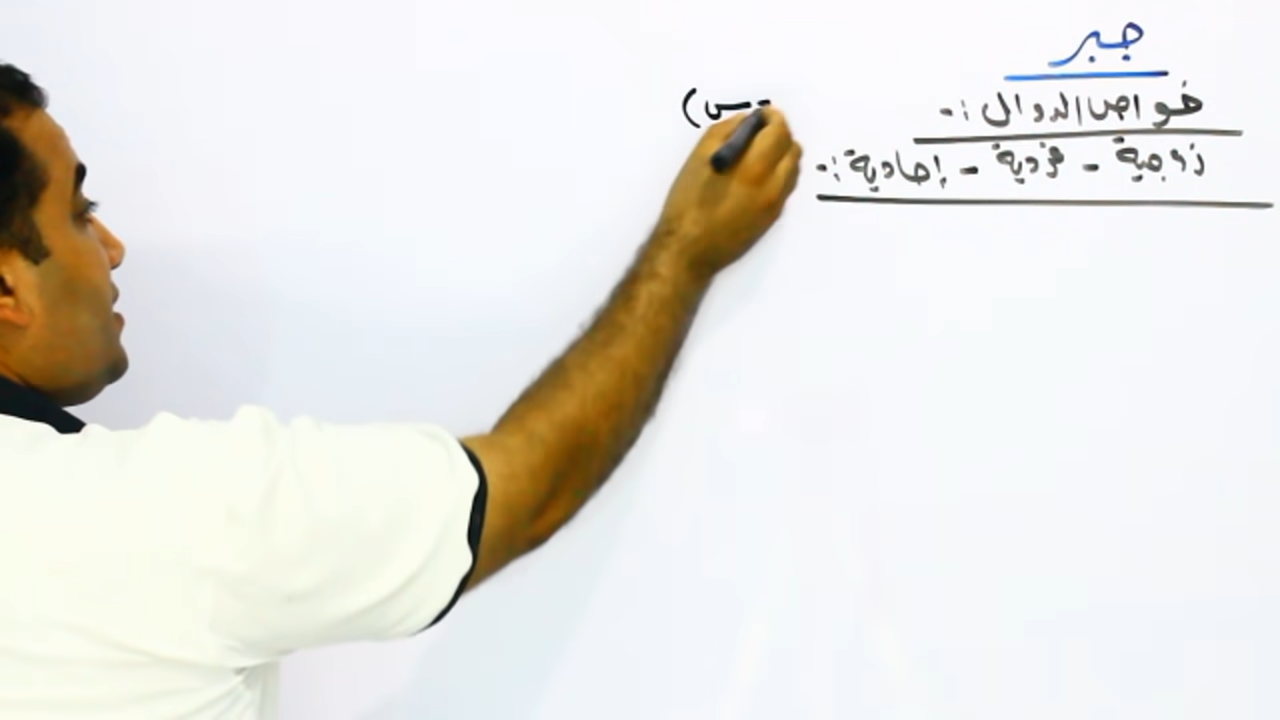 جبر
خواص الدوال :-
زوجية - فردية - إحادية :-
س)